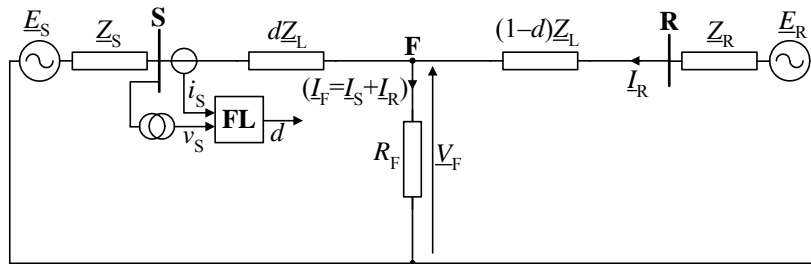 E_S
Z_S
S
dZ_L
F
(1–d)Z_L
R
Z_R
E_R
i_S
(I_F=I_S+I_R)
I_R
FL
v_S
d
R_F
V_F